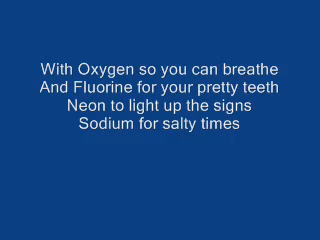 With Oxygen so you can breathe
And Fluorine for your pretty teeth
Neon to light up the signs
Sodium for salty times